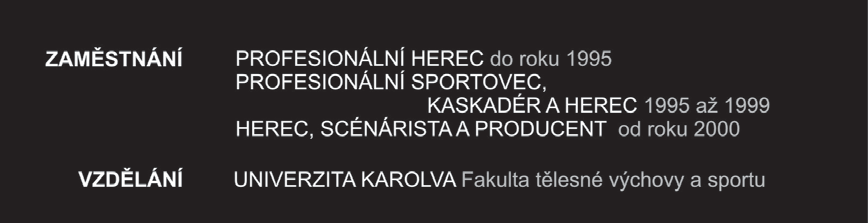 ZAMĚSTNÁNÍ PROFESIONÁLNÍ HEREC do roku 1995
PROFESIONÁLNÍ SPORTOVEC,
KASKADÉR A HEREC 1995 až 1999
HEREC, SCÉNÁRISTA A PRODUCENT od roku 2000
VZDĚLÁNÍ UNIVERZITA KAROLVA Fakulta tělesné výchovy a sportu